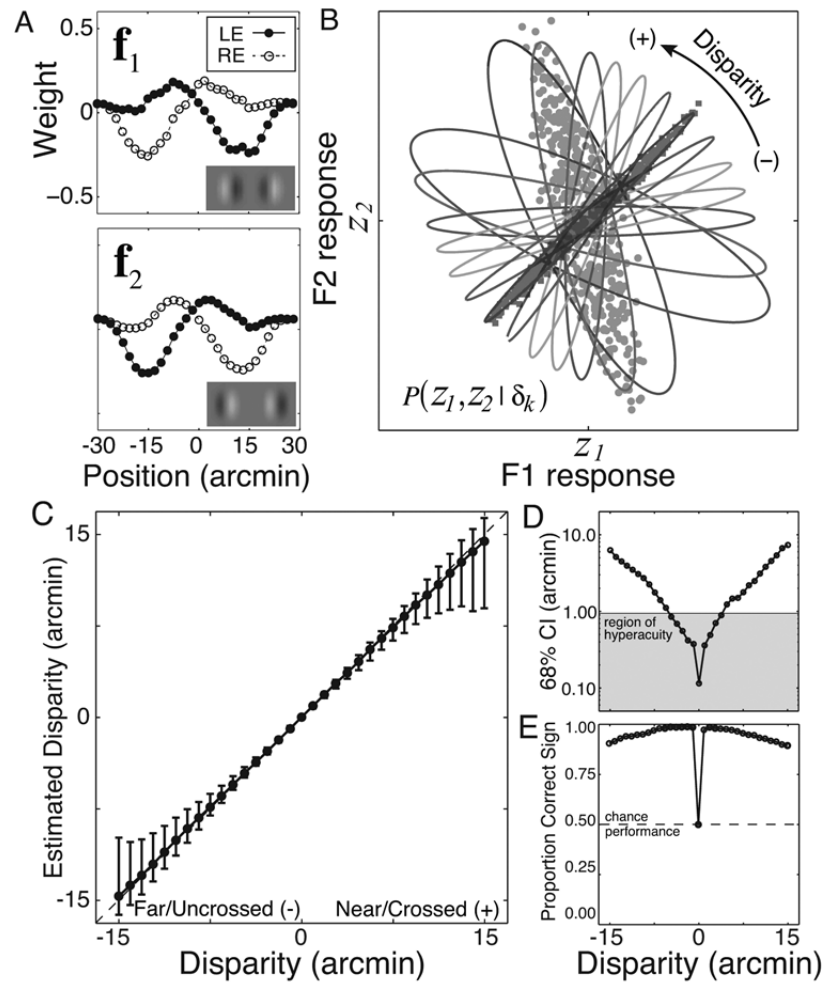 A
0.5
0
−0.5
Weight
f1
LE
RE
f2
-30 -15 0 15 30
Position (arcmin)
B
(+)
Disparity
(−)
z2
F2 response
P(z1,z2|δk)
z1
F1 response
C
15
0
-15
Estimated Disparity (arcmin)
Far/Uncrossed (-)
Near/Crossed (+)
-15 0 15
Disparity (arcmin)
D
10.0
1.00
0.10
68% CI (arcmin)
region of
hyperacuity
E
1.00
0.75
0.50
0.25
0.00
Proportion Correct Sign
chance
performance
-15 0 15
Disparity (arcmin)